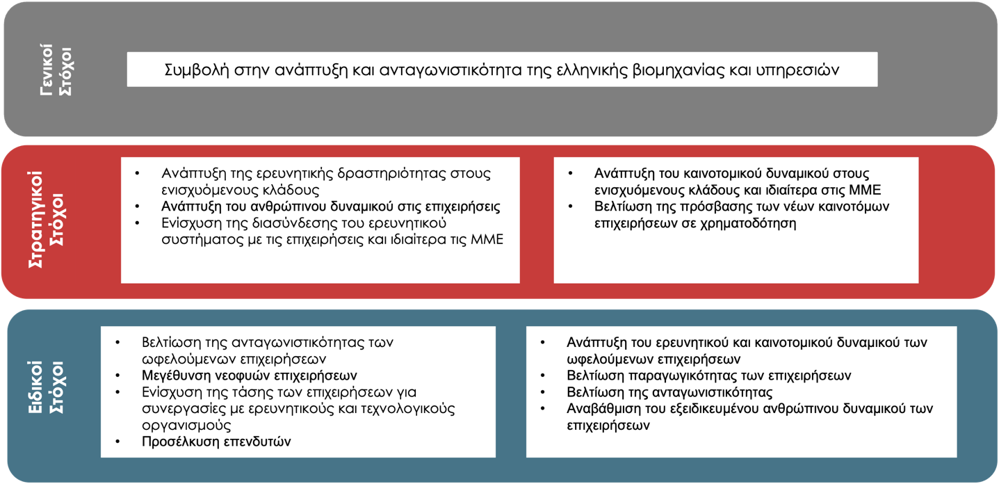 Γενικοί
Στόχοι
Συμβολή στην ανάπτυξη και ανταγωνιστικότητα της ελληνικής βιομηχανίας και υπηρεσιών
Στρατηγικοί
Στόχοι
• Ανάπτυξη της ερευνητικής δραστηριότητας στους
ενισχυόμενους κλάδους
• Ανάπτυξη του ανθρώπινου δυναμικού στις επιχειρήσεις
• Ενίσχυση της διασύνδεσης του ερευνητικού
συστήματος με τις επιχειρήσεις και ιδιαίτερα τις ΜΜΕ
• Ανάπτυξη του καινοτομικού δυναμικού στους
ενισχυόμενους κλάδους και ιδιαίτερα στις ΜΜΕ
• Βελτίωση της πρόσβασης των νέων καινοτόμων
επιχειρήσεων σε χρηματοδότηση
Ειδικοί
Στόχοι
• Βελτίωση της ανταγωνιστικότητας των
ωφελούμενων επιχειρήσεων
• Μεγέθυνση νεοφυών επιχειρήσεων
• Ενίσχυση της τάσης των επιχειρήσεων για
συνεργασίες με ερευνητικούς και τεχνολογικούς
οργανισμούς
• Προσέλκυση επενδυτών
• Ανάπτυξη του ερευνητικού και καινοτομικού δυναμικού των
ωφελούμενων επιχειρήσεων
• Βελτίωση παραγωγικότητας των επιχειρήσεων
• Βελτίωση της ανταγωνιστικότητας
• Αναβάθμιση του εξειδικευμένου ανθρώπινου δυναμικού των
επιχειρήσεων